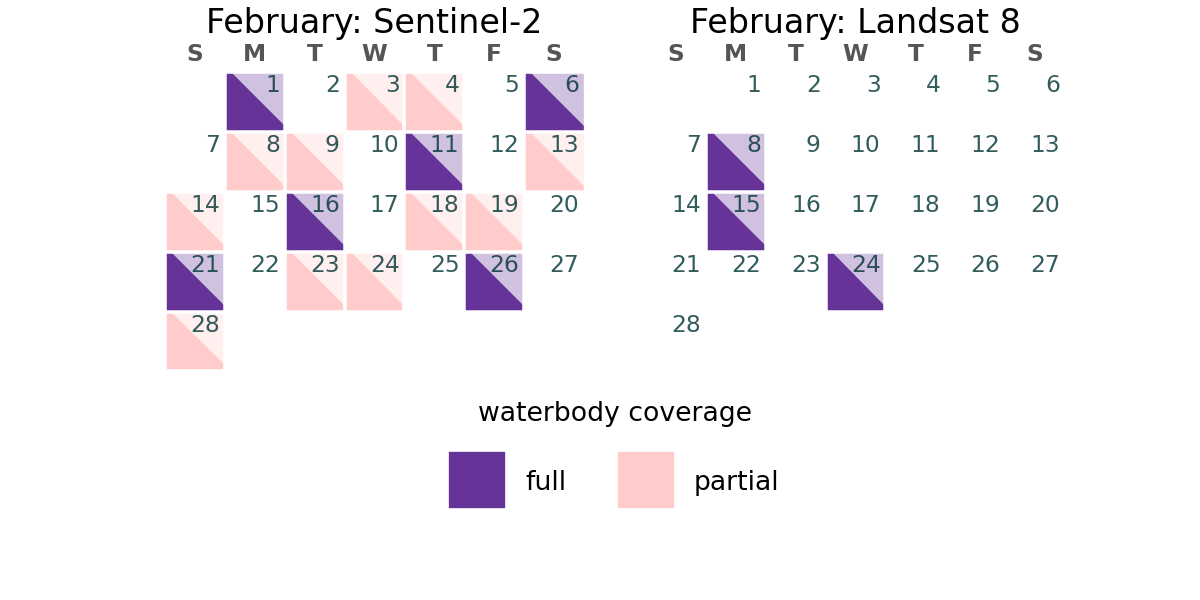 February: Sentinel-2
S M T W T F S
1 2 3 4 5 6
7 8 9 10 11 12 13
14 15 16 17 18 19 20
21 22 23 24 25 26 27
28
February: Landsat 8
S M T W T F S
1 2 3 4 5 6
7 8 9 10 11 12 13
14 15 16 17 18 19 20
21 22 23 24 25 26 27
28
waterbody coverage
full partial